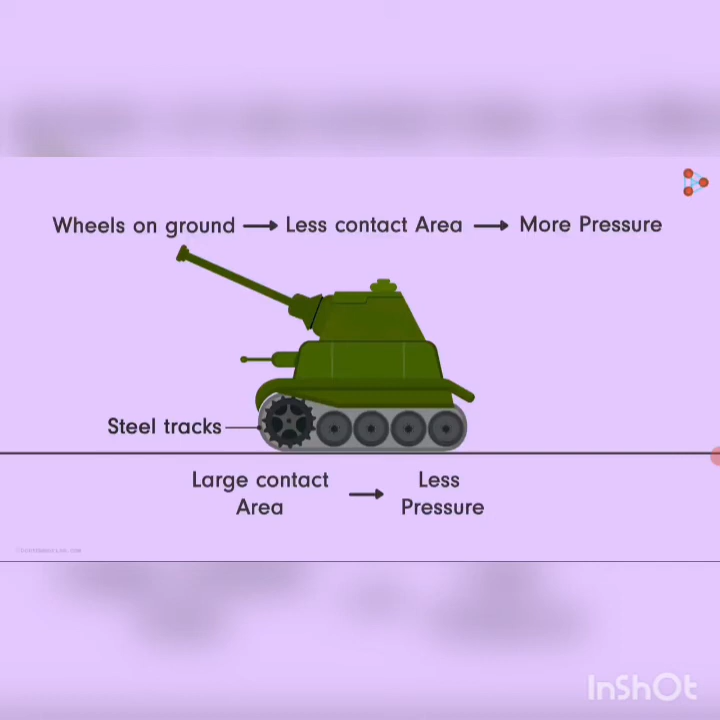 Wheels on ground → Less contact Area → More Pressure
Steel tracks
Large contact Area → Less Pressure
InShOt